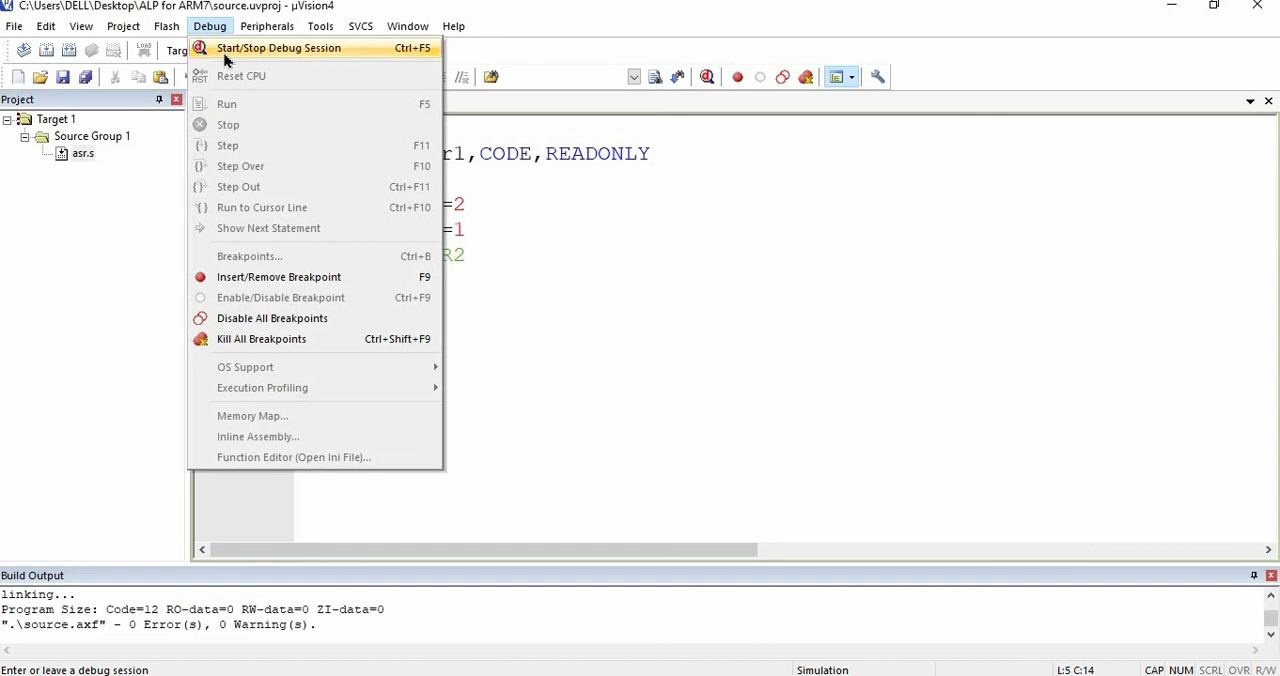 C:\Users\DELL\Desktop\ALP for ARM7\source.uvproj - µVision4
File Edit View Project Flash Debug Peripherals Tools SVCS Window Help
Project
Target 1
Source Group 1
asr.s
Start/Stop Debug Session Ctrl+F5
Reset CPU
Run F5
Stop
Step F11
Step Over F10
Step Out Ctrl+F11
Run to Cursor Line Ctrl+F10
Show Next Statement
Breakpoints... Ctrl+B
Insert/Remove Breakpoint F9
Enable/Disable Breakpoint Ctrl+F9
Disable All Breakpoints
Kill All Breakpoints Ctrl+Shift+F9
OS Support
Execution Profiling
Memory Map...
Inline Assembly...
Function Editor (Open Ini File)...
r1,CODE,READONLY
=2
=1
R2
Build Output
linking...
Program Size: Code=12 RO-data=0 RW-data=0 ZI-data=0
".\source.axf" - 0 Error(s), 0 Warning(s).
Enter or leave a debug session Simulation L:5 C:14 CAP NUM SCRL OVR R/W